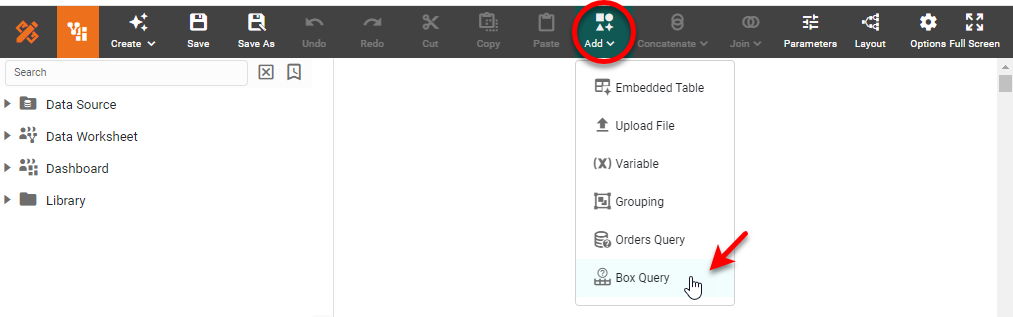 Create
Save
Save As
Undo
Redo
Cut
Copy
Paste
Add
Concatenate
Join
Parameters
Layout
Options
Full Screen
Search
Data Source
Data Worksheet
Dashboard
Library
Embedded Table
Upload File
(x) Variable
Grouping
Orders Query
Box Query